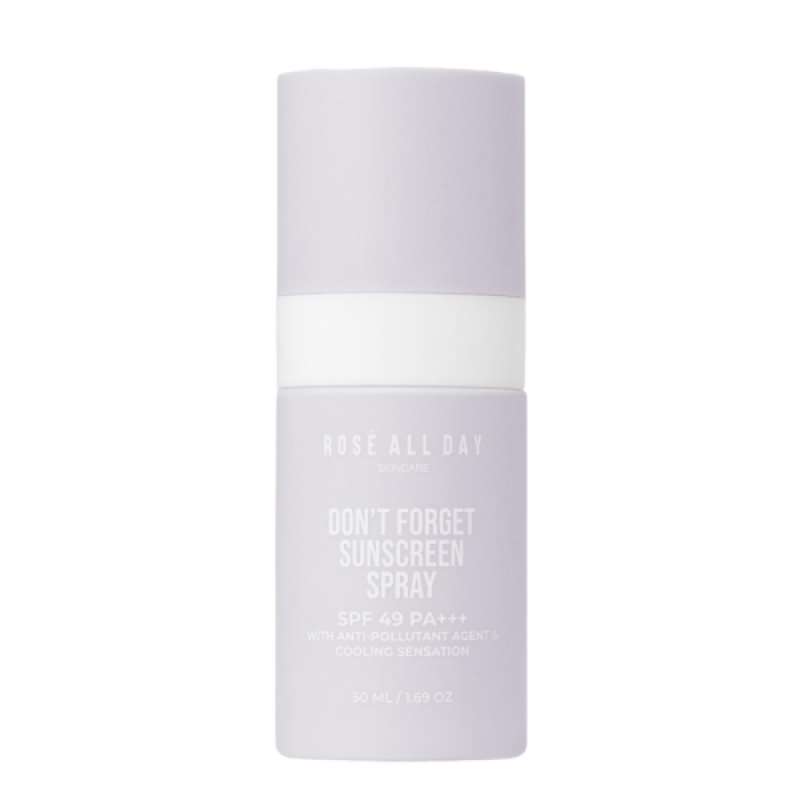 ROSÉ ALL DAY
SKINCARE
DON'T FORGET
SUNSCREEN
SPRAY
SPF 49 PA+++
WITH ANTI-POLLUTANT AGENT &
COOLING SENSATION
50 ML / 1.69 OZ